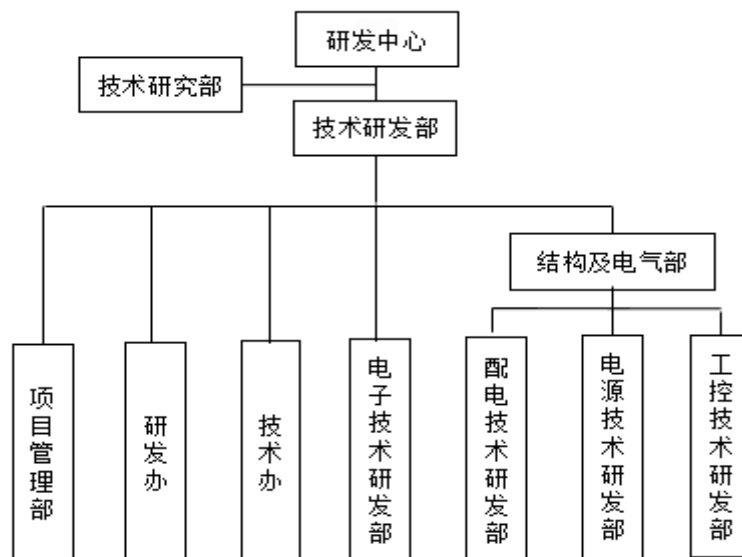 研发中心
技术研究部
技术研发部
结构及电气部
项目管理部
研发办
技术办
电子技术研发部
配电技术研发部
电源技术研发部
工控技术研发部